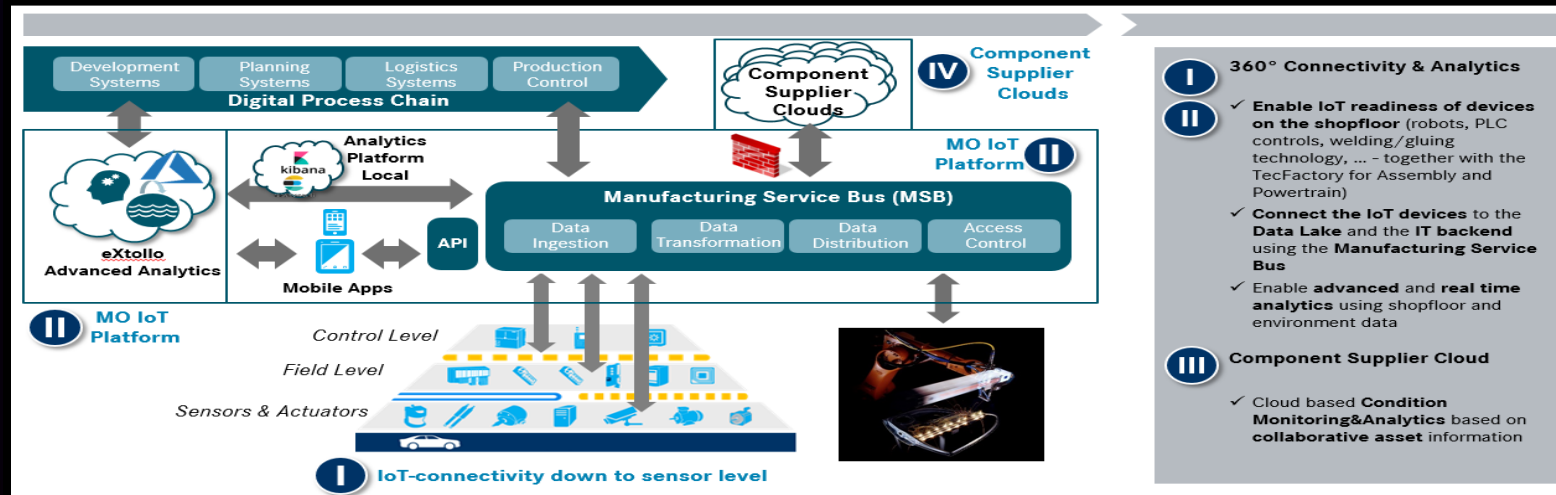 Development
Systems
Planning
Systems
Logistics
Systems
Production
Control
Digital Process Chain
Component
Supplier
Clouds
IV
Component
Supplier
Clouds
kibana
Analytics
Platform
Local
MO IoT
Platform
II
eXtollo
Advanced Analytics
Mobile Apps
API
Manufacturing Service Bus (MSB)
Data
Ingestion
Data
Transformation
Data
Distribution
Access
Control
II
MO IoT
Platform
Control Level
Field Level
Sensors & Actuators
I
IoT-connectivity down to sensor level
I
II
360° Connectivity & Analytics
✓ Enable IoT readiness of devices
on the shopfloor (robots, PLC
controls, welding/gluing
technology, ... - together with the
TecFactory for Assembly and
Powertrain)
✓ Connect the IoT devices to the
Data Lake and the IT backend
using the Manufacturing Service
Bus
✓ Enable advanced and real time
analytics using shopfloor and
environment data
III
Component Supplier Cloud
✓ Cloud based Condition
Monitoring&Analytics based on
collaborative asset information